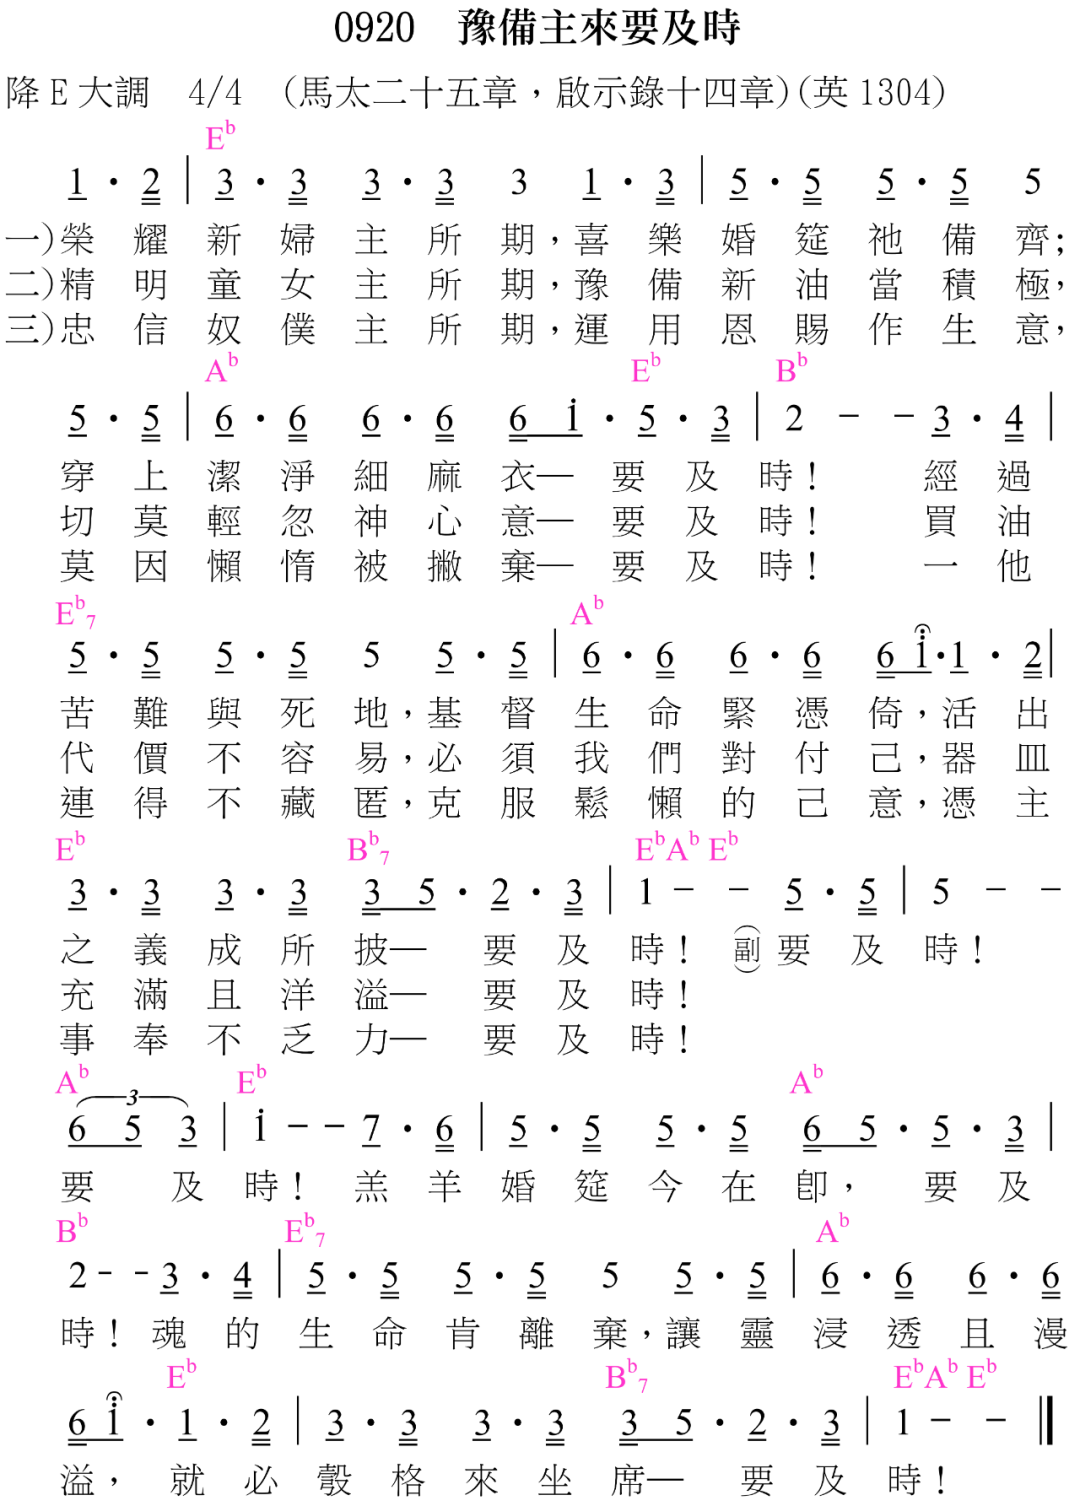 0920 豫備主來要及時
降 E 大調 4/4 (馬太二十五章，啟示錄十四章)(英 1304)
E♭
1 · 2 | 3 · 3 3 · 3 3 1 · 3 | 5 · 5 5 · 5 5
一)榮 耀 新 婦 主 所 期，喜 樂 婚 筵 祂 備 齊；
二)精 明 童 女 主 所 期，豫 備 新 油 當 積 極，
三)忠 信 奴 僕 主 所 期，運 用 恩 賜 作 生 意，
A♭ E♭ B♭
5 · 5 | 6 · 6 6 · 6 6 i · 5 · 3 | 2 - - 3 · 4 |
穿 上 潔 淨 細 麻 衣— 要 及 時！ 經 過
切 莫 輕 忽 神 心 意— 要 及 時！ 買 油
莫 因 懶 惰 被 撇 棄— 要 及 時！ 一 他
E♭7 A♭
5 · 5 5 · 5 5 5 · 5 | 6 · 6 6 · 6 6 i · 1 · 2 |
苦 難 與 死 地，基 督 生 命 緊 憑 倚，活 出
代 價 不 容 易，必 須 我 們 對 付 己，器 皿
連 得 不 藏 匿，克 服 鬆 懶 的 己 意，憑 主
E♭ B♭7 E♭A♭ E♭
3 · 3 3 · 3 3 5 · 2 · 3 | 1 - - 5 · 5 | 5 - -
之 義 成 所 披— 要 及 時！ (副) 要 及 時！
充 滿 且 洋 溢— 要 及 時！
事 奉 不 乏 力— 要 及 時！
A♭ E♭ A♭
3
6 5 3 | i - - 7 · 6 | 5 · 5 5 · 5 6 5 · 5 · 3 |
要 及 時！ 羔 羊 婚 筵 今 在 卽， 要 及
B♭ E♭7 A♭
2 - - 3 · 4 | 5 · 5 5 · 5 5 5 · 5 | 6 · 6 6 · 6
時！魂 的 生 命 肯 離 棄，讓 靈 浸 透 且 漫
E♭ B♭7 E♭A♭ E♭
6 i · 1 · 2 | 3 · 3 3 · 3 3 5 · 2 · 3 | 1 - - ‖
溢， 就 必 彀 格 來 坐 席— 要 及 時！